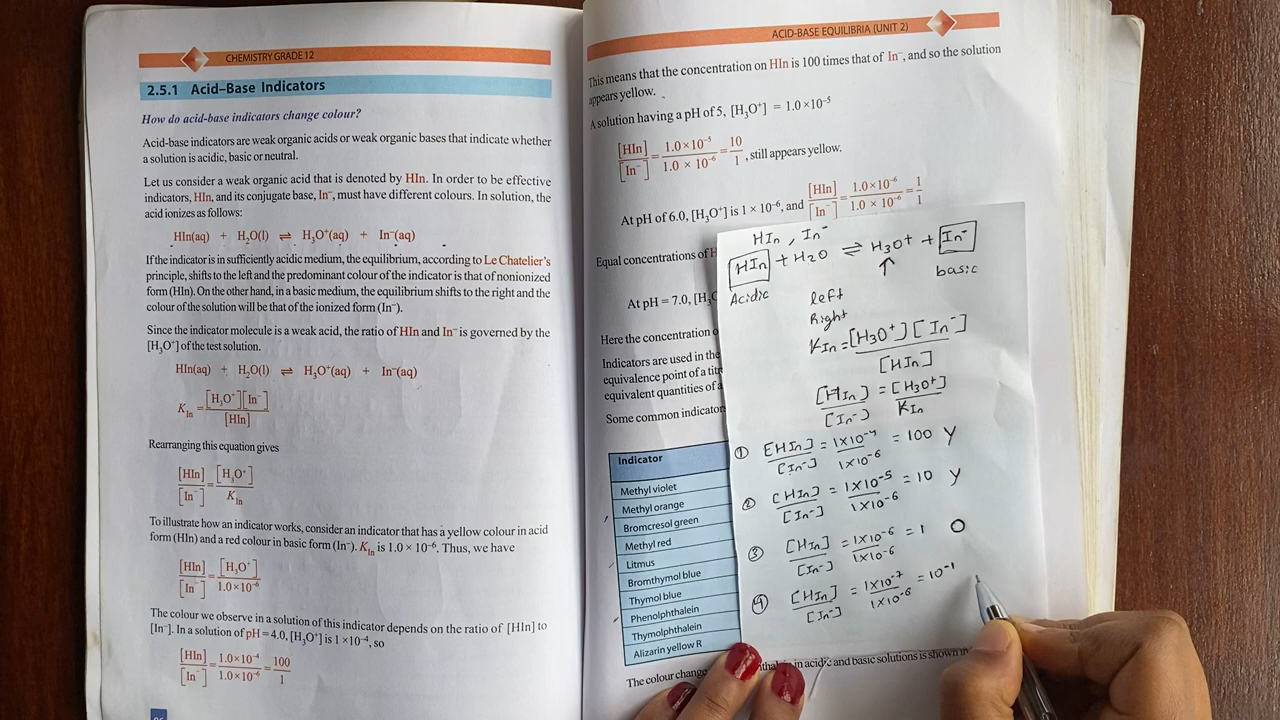 CHEMISTRY GRADE 12
2.5.1 Acid–Base Indicators
How do acid-base indicators change colour?
Acid-base indicators are weak organic acids or weak organic bases that indicate whether
a solution is acidic, basic or neutral.
Let us consider a weak organic acid that is denoted by HIn. In order to be effective
indicators, HIn, and its conjugate base, In⁻, must have different colours. In solution, the
acid ionizes as follows:
HIn(aq) + H₂O(l) ⇌ H₃O⁺(aq) + In⁻(aq)
If the indicator is in sufficiently acidic medium, the equilibrium, according to Le Chatelier's
principle, shifts to the left and the predominant colour of the indicator is that of nonionized
form (HIn). On the other hand, in a basic medium, the equilibrium shifts to the right and the
colour of the solution will be that of the ionized form (In⁻).
Since the indicator molecule is a weak acid, the ratio of HIn and In⁻ is governed by the
[H₃O⁺] of the test solution.
HIn(aq) + H₂O(l) ⇌ H₃O⁺(aq) + In⁻(aq)
K_In = [H₃O⁺][In⁻] / [HIn]
Rearranging this equation gives
[HIn] / [In⁻] = [H₃O⁺] / K_In
To illustrate how an indicator works, consider an indicator that has a yellow colour in acid
form (HIn) and a red colour in basic form (In⁻). K_In is 1.0 × 10⁻⁶. Thus, we have
[HIn] / [In⁻] = [H₃O⁺] / 1.0×10⁻⁶
The colour we observe in a solution of this indicator depends on the ratio of [HIn] to
[In⁻]. In a solution of pH = 4.0, [H₃O⁺] is 1 ×10⁻⁴, so
[HIn] / [In⁻] = 1.0×10⁻⁴ / 1.0×10⁻⁶ = 100 / 1
ACID-BASE EQUILIBRIA (UNIT 2)
This means that the concentration on HIn is 100 times that of In⁻, and so the solution
appears yellow.
A solution having a pH of 5, [H₃O⁺] = 1.0 ×10⁻⁵
[HIn] / [In⁻] = 1.0×10⁻⁵ / 1.0 × 10⁻⁶ = 10 / 1, still appears yellow.
At pH of 6.0, [H₃O⁺] is 1 × 10⁻⁶, and [HIn] / [In⁻] = 1.0×10⁻⁶ / 1.0 × 10⁻⁶ = 1 / 1
Equal concentrations of H
At pH = 7.0, [H₃O
Here the concentration o
Indicators are used in the
equivalence point of a titr
equivalent quantities of a
Some common indicator
Indicator
Methyl violet
Methyl orange
Bromcresol green
Methyl red
Litmus
Bromthymol blue
Thymol blue
Phenolphthalein
Thymolphthalein
Alizarin yellow R
The colour change in acidic and basic solutions is shown in
HIn , In⁻
HIn + H₂O ⇌ H₃O⁺ + In⁻
Acidic ↑ basic
left
Right
K_In = [H₃O⁺][In⁻] / [HIn]
[HIn] / [In⁻] = [H₃O⁺] / K_In
① [HIn] / [In⁻] = 1×10⁻⁴ / 1×10⁻⁶ = 100 Y
② [HIn] / [In⁻] = 1×10⁻⁵ / 1×10⁻⁶ = 10 Y
③ [HIn] / [In⁻] = 1×10⁻⁶ / 1×10⁻⁶ = 1 O
④ [HIn] / [In⁻] = 1×10⁻⁷ / 1×10⁻⁶ = 10⁻¹